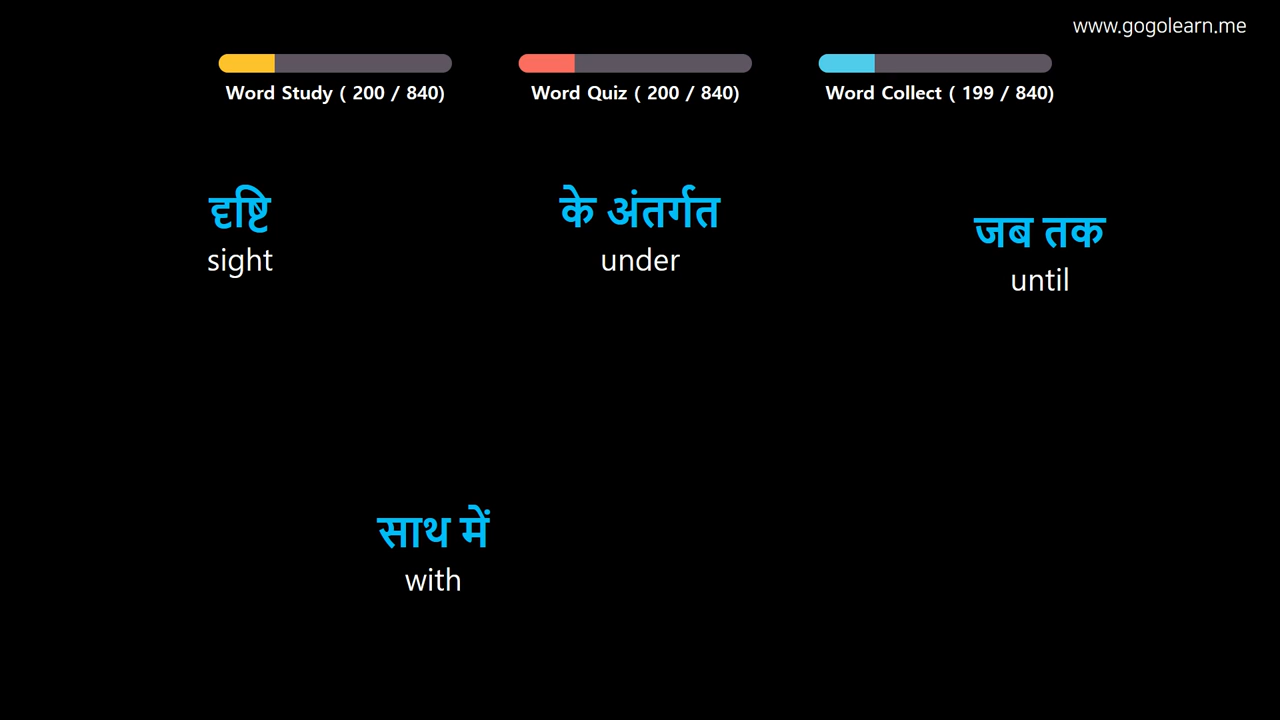 www.gogolearn.me
Word Study ( 200 / 840)
Word Quiz ( 200 / 840)
Word Collect ( 199 / 840)
दृष्टि
sight
के अंतर्गत
under
जब तक
until
साथ में
with